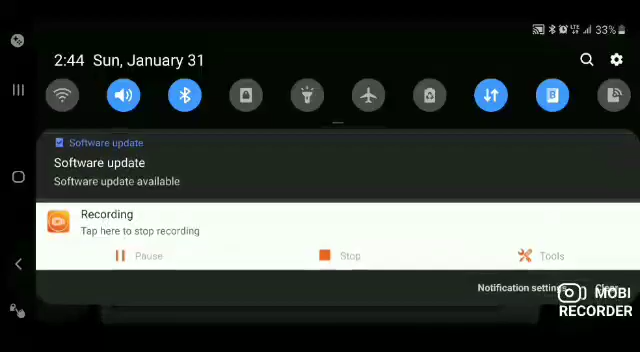 33%
2:44 Sun, January 31
Software update
Software update
Software update available
Recording
Tap here to stop recording
Pause
Stop
Tools
Notification settings
Clear
MOBI
RECORDER